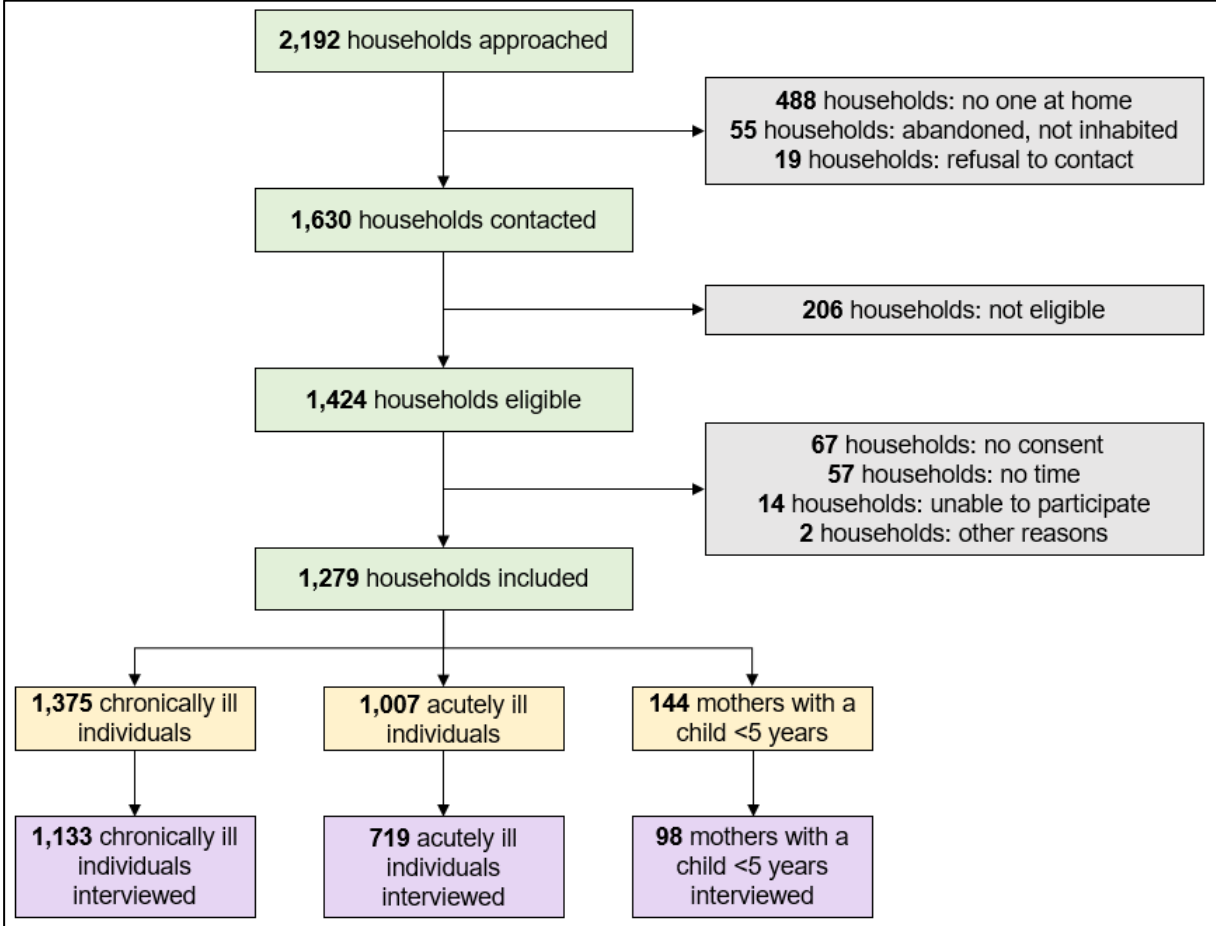 2,192 households approached
488 households: no one at home
55 households: abandoned, not inhabited
19 households: refusal to contact
1,630 households contacted
206 households: not eligible
1,424 households eligible
67 households: no consent
57 households: no time
14 households: unable to participate
2 households: other reasons
1,279 households included
1,375 chronically ill
individuals
1,007 acutely ill
individuals
144 mothers with a
child <5 years
1,133 chronically ill
individuals
interviewed
719 acutely ill
individuals
interviewed
98 mothers with a
child <5 years
interviewed